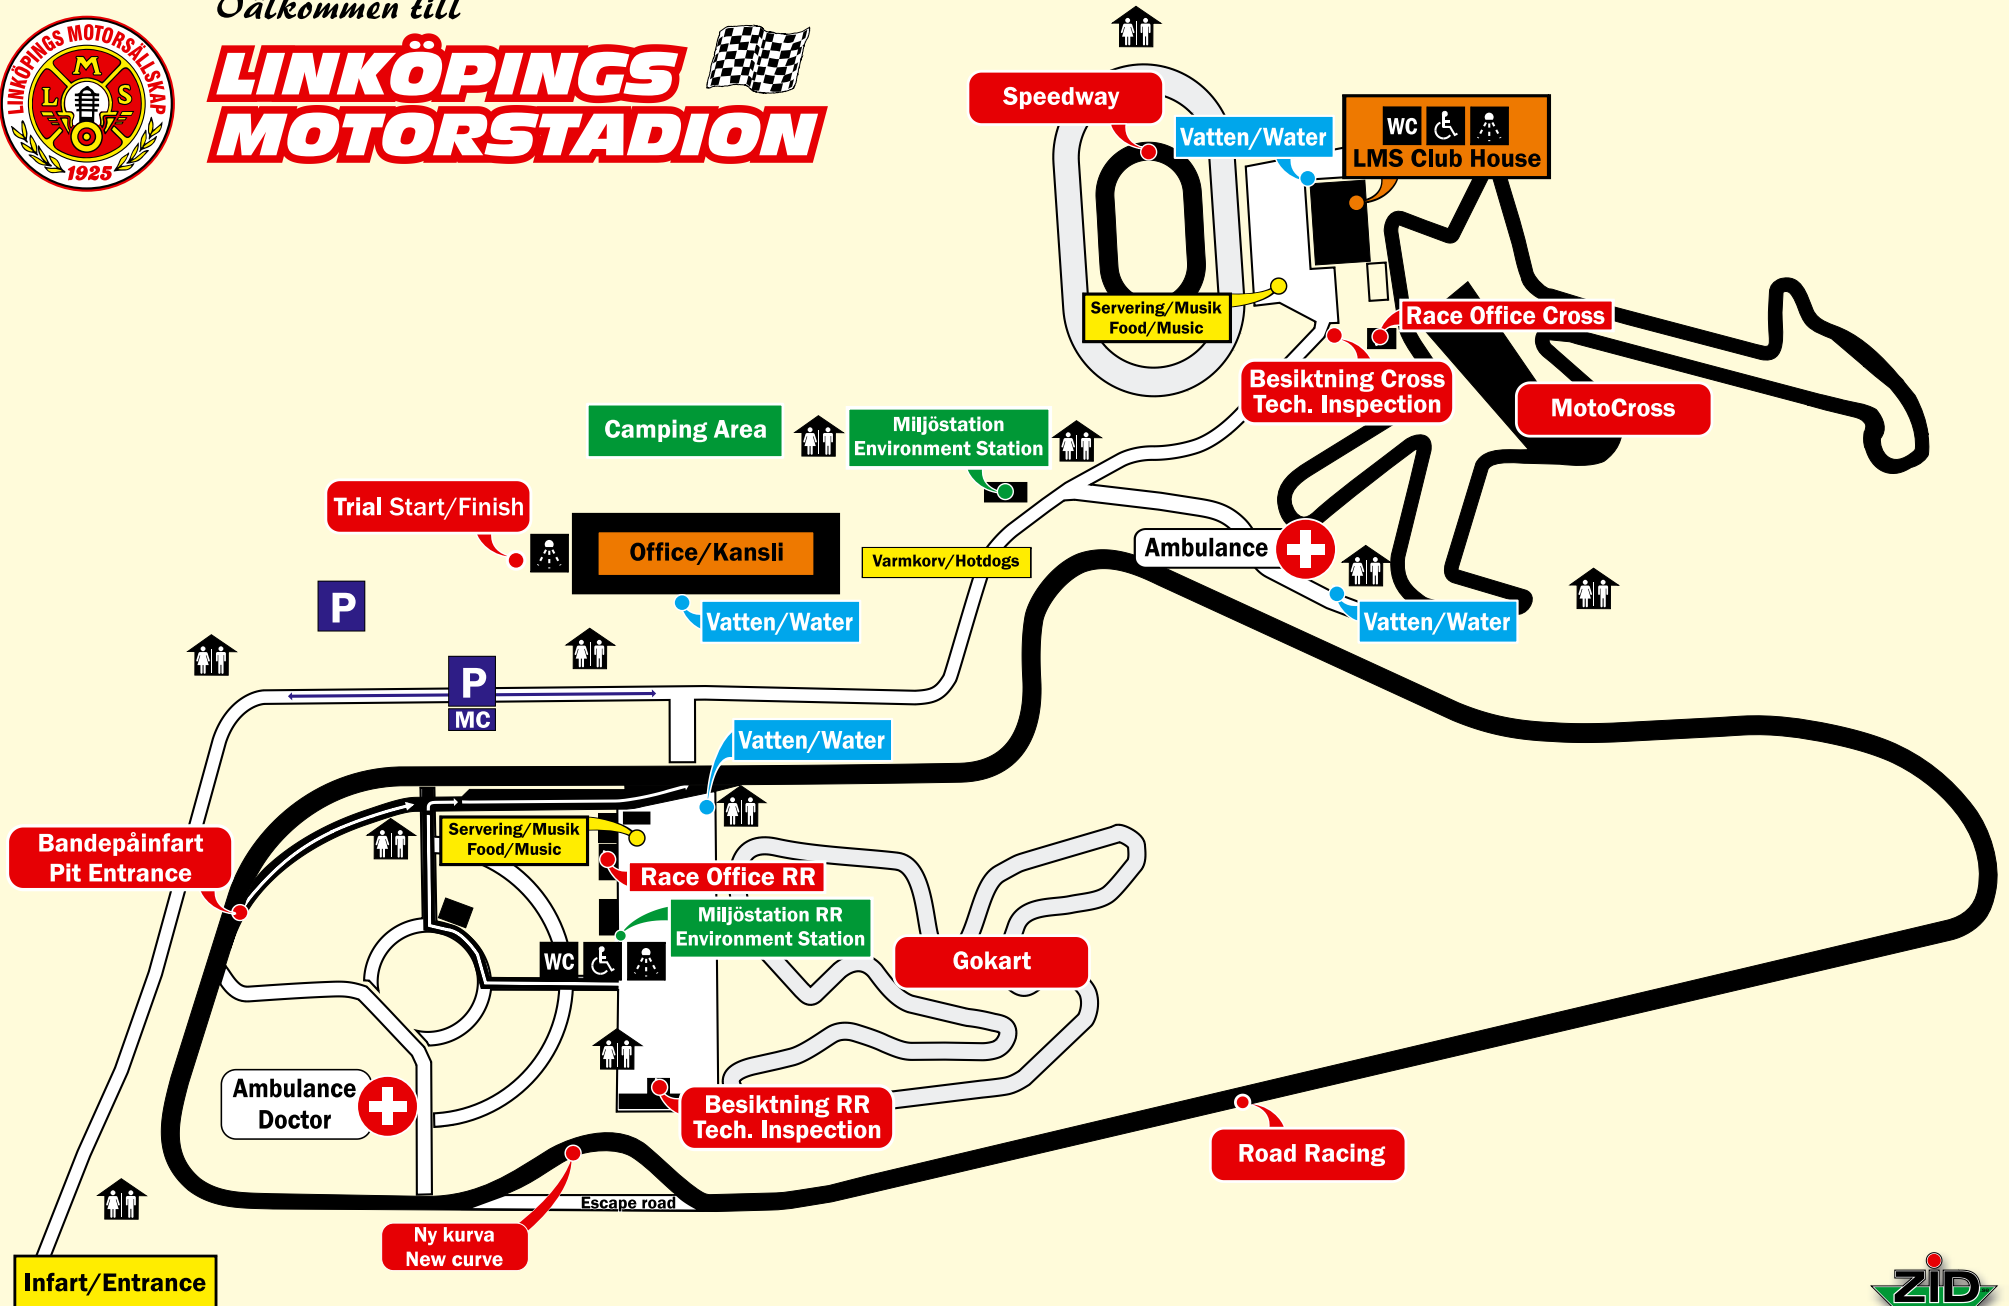 Välkommen till
LINKÖPINGS
MOTORSTADION
LINKÖPINGS MOTORSÄLLSKAP
M
L S
1925
Speedway
Vatten/Water
WC
LMS Club House
Servering/Musik
Food/Music
Race Office Cross
Besiktning Cross
Tech. Inspection
MotoCross
Camping Area
Miljöstation
Environment Station
Trial Start/Finish
Office/Kansli
Varmkorv/Hotdogs
Ambulance
Vatten/Water
Vatten/Water
P
P
MC
Vatten/Water
Servering/Musik
Food/Music
Bandepåinfart
Pit Entrance
Race Office RR
Miljöstation RR
Environment Station
WC
Gokart
Ambulance
Doctor
Besiktning RR
Tech. Inspection
Road Racing
Escape road
Ny kurva
New curve
Infart/Entrance
ZiD